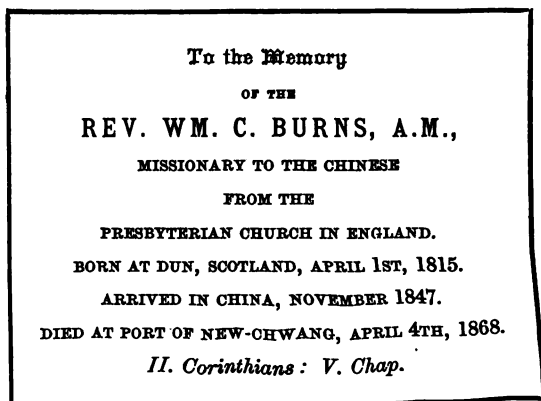 To the Memory
OF THE
REV. WM. C. BURNS, A.M.,
MISSIONARY TO THE CHINESE
FROM THE
PRESBYTERIAN CHURCH IN ENGLAND.
BORN AT DUN, SCOTLAND, APRIL 1ST, 1815.
ARRIVED IN CHINA, NOVEMBER 1847.
DIED AT PORT OF NEW-CHWANG, APRIL 4TH, 1868.
II. Corinthians: V. Chap.